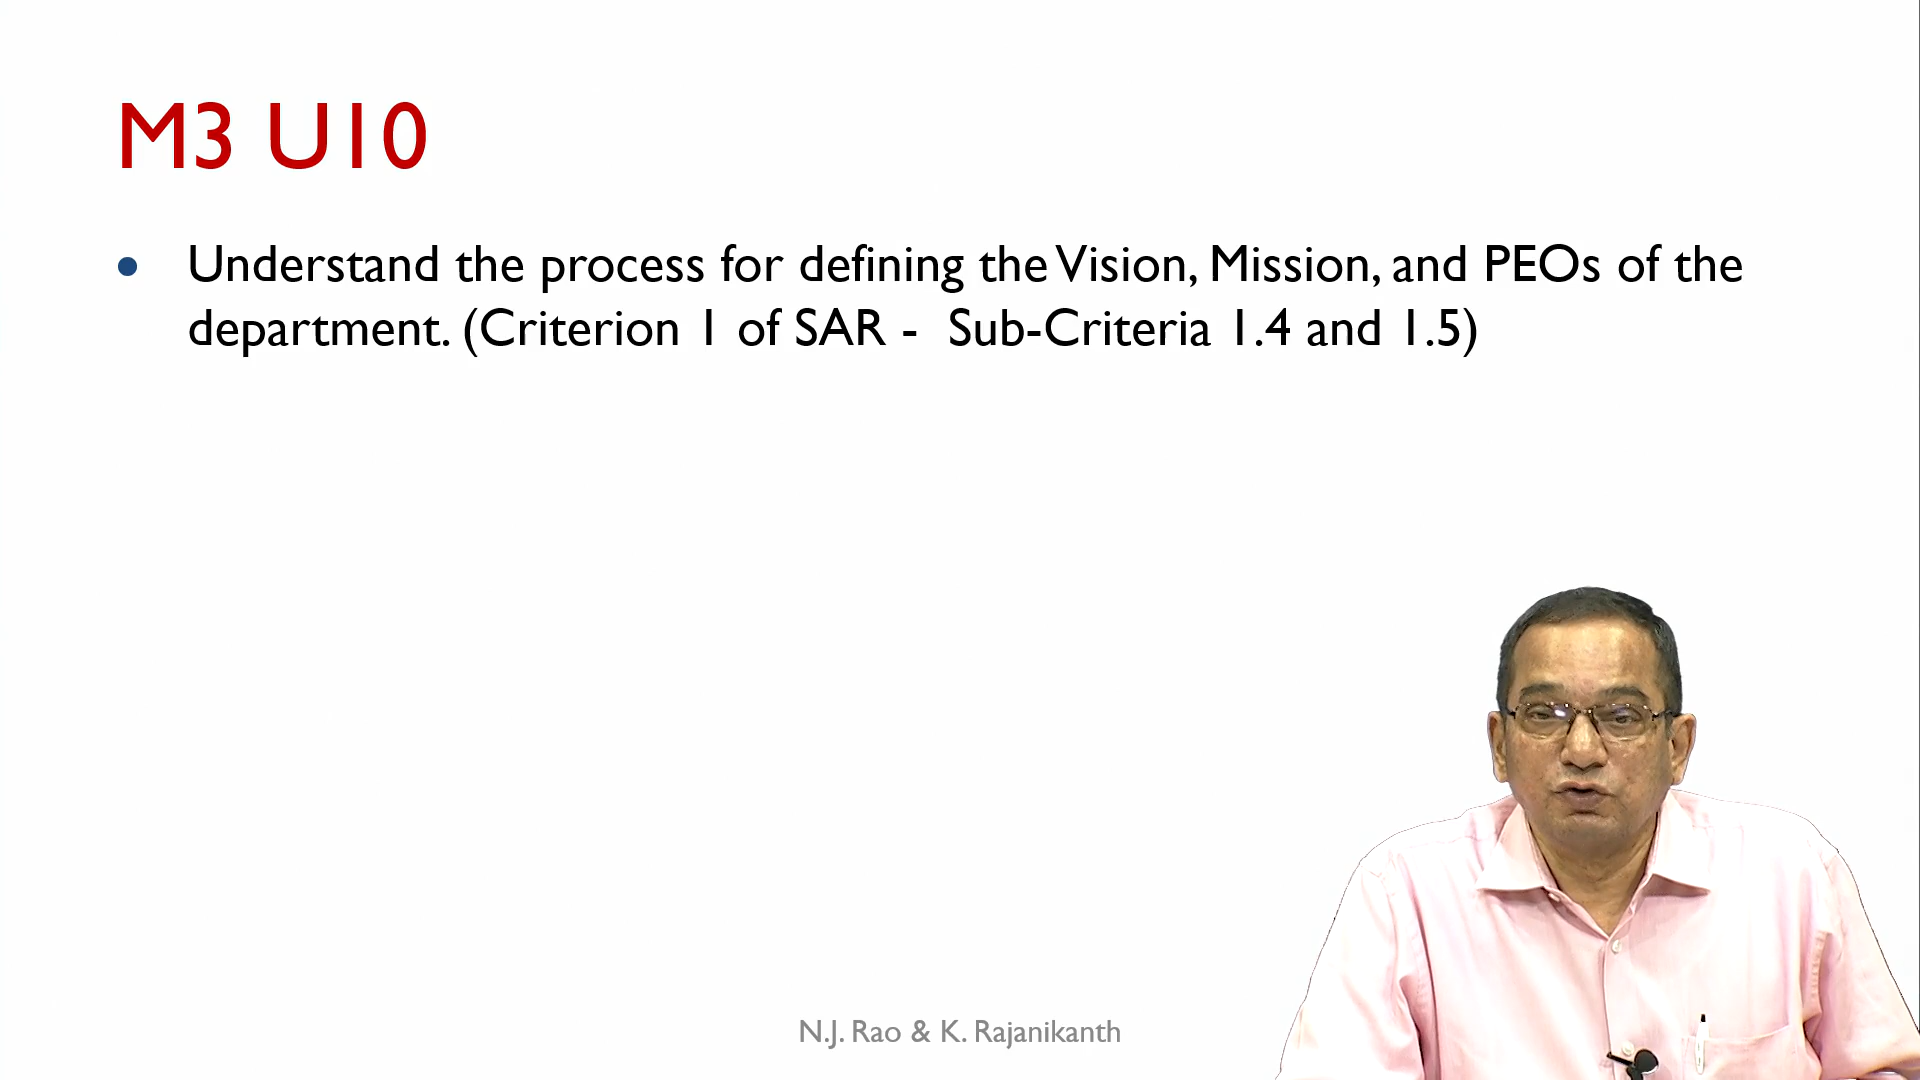 M3 U10
• Understand the process for defining the Vision, Mission, and PEOs of the
department. (Criterion 1 of SAR - Sub-Criteria 1.4 and 1.5)
N.J. Rao & K. Rajanikanth